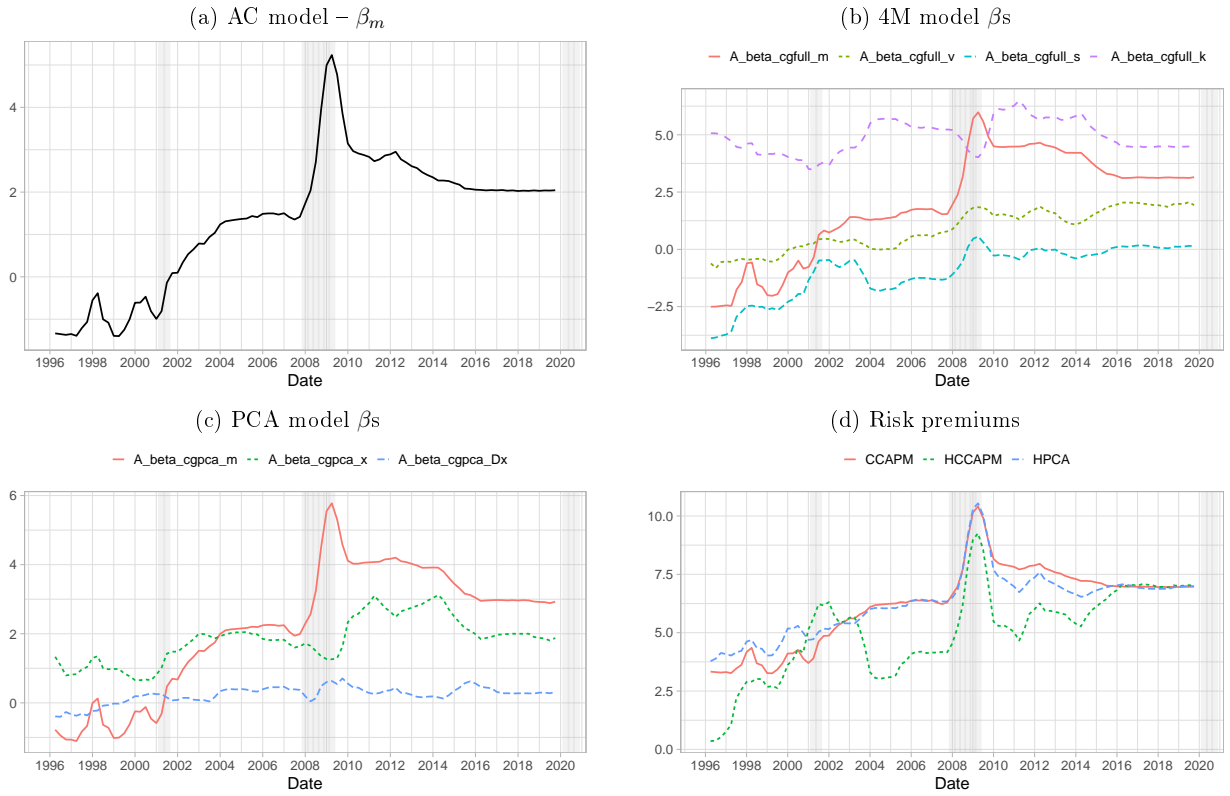 (a) AC model – βm
4
2
0
1996 1998 2000 2002 2004 2006 2008 2010 2012 2014 2016 2018 2020
Date
(b) 4M model βs
A_beta_cgfull_m A_beta_cgfull_v A_beta_cgfull_s A_beta_cgfull_k
5.0
2.5
0.0
−2.5
1996 1998 2000 2002 2004 2006 2008 2010 2012 2014 2016 2018 2020
Date
(c) PCA model βs
A_beta_cgpca_m A_beta_cgpca_x A_beta_cgpca_Dx
6
4
2
0
1996 1998 2000 2002 2004 2006 2008 2010 2012 2014 2016 2018 2020
Date
(d) Risk premiums
CCAPM HCCAPM HPCA
10.0
7.5
5.0
2.5
0.0
1996 1998 2000 2002 2004 2006 2008 2010 2012 2014 2016 2018 2020
Date